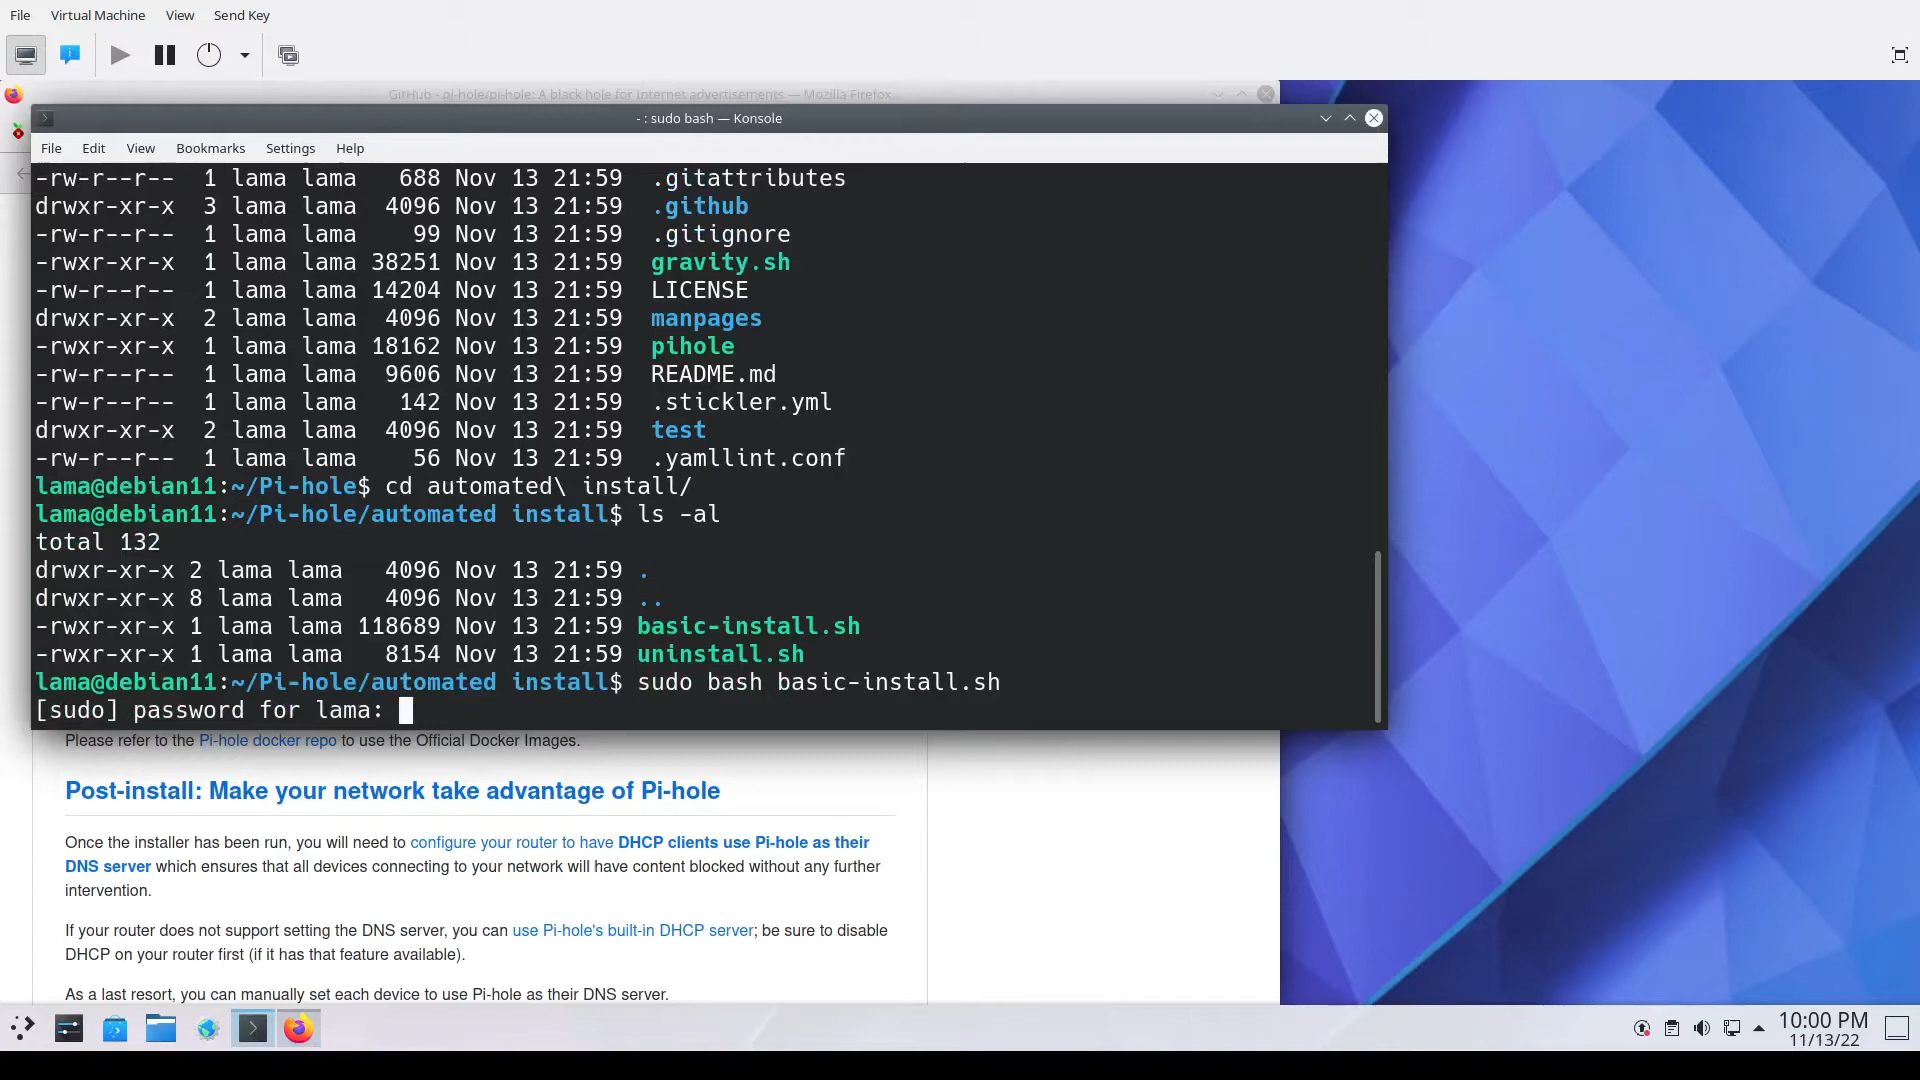 File Virtual Machine View Send Key
GitHub - pi-hole/pi-hole: A black hole for Internet advertisements — Mozilla Firefox
- : sudo bash — Konsole
File Edit View Bookmarks Settings Help
-rw-r--r-- 1 lama lama 688 Nov 13 21:59 .gitattributes
drwxr-xr-x 3 lama lama 4096 Nov 13 21:59 .github
-rw-r--r-- 1 lama lama 99 Nov 13 21:59 .gitignore
-rwxr-xr-x 1 lama lama 38251 Nov 13 21:59 gravity.sh
-rw-r--r-- 1 lama lama 14204 Nov 13 21:59 LICENSE
drwxr-xr-x 2 lama lama 4096 Nov 13 21:59 manpages
-rwxr-xr-x 1 lama lama 18162 Nov 13 21:59 pihole
-rw-r--r-- 1 lama lama 9606 Nov 13 21:59 README.md
-rw-r--r-- 1 lama lama 142 Nov 13 21:59 .stickler.yml
drwxr-xr-x 2 lama lama 4096 Nov 13 21:59 test
-rw-r--r-- 1 lama lama 56 Nov 13 21:59 .yamllint.conf
lama@debian11:~/Pi-hole$ cd automated\ install/
lama@debian11:~/Pi-hole/automated install$ ls -al
total 132
drwxr-xr-x 2 lama lama 4096 Nov 13 21:59 .
drwxr-xr-x 8 lama lama 4096 Nov 13 21:59 ..
-rwxr-xr-x 1 lama lama 118689 Nov 13 21:59 basic-install.sh
-rwxr-xr-x 1 lama lama 8154 Nov 13 21:59 uninstall.sh
lama@debian11:~/Pi-hole/automated install$ sudo bash basic-install.sh
[sudo] password for lama:
Please refer to the Pi-hole docker repo to use the Official Docker Images.
Post-install: Make your network take advantage of Pi-hole
Once the installer has been run, you will need to configure your router to have DHCP clients use Pi-hole as their
DNS server which ensures that all devices connecting to your network will have content blocked without any further
intervention.
If your router does not support setting the DNS server, you can use Pi-hole's built-in DHCP server; be sure to disable
DHCP on your router first (if it has that feature available).
As a last resort, you can manually set each device to use Pi-hole as their DNS server.
10:00 PM
11/13/22